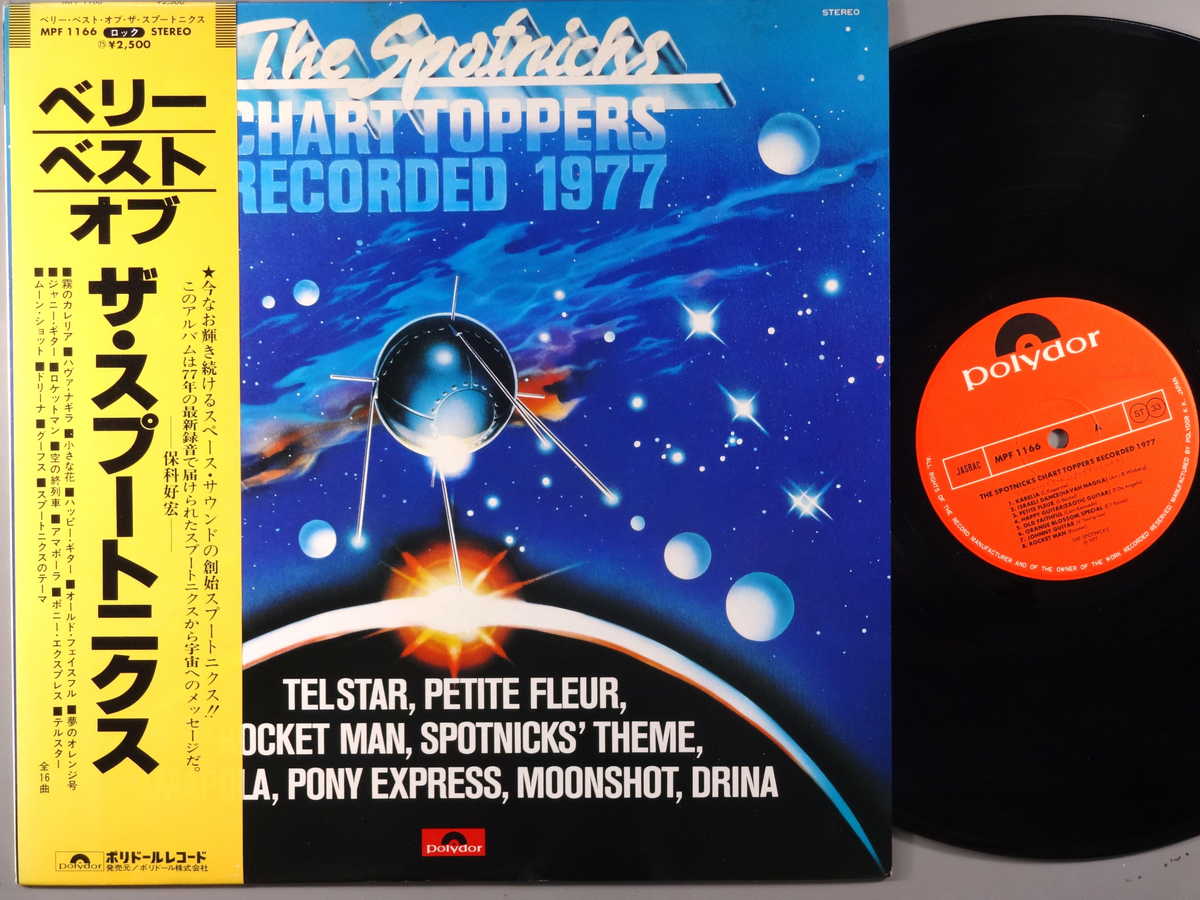 ベリー・ベスト・オブ・ザ・スプートニクス
MPF 1166 ロック STEREO
⑮¥2,500
ベリー
ベスト
オブ
ザ・スプートニクス
★今なお輝き続けるスペース・サウンドの創始スプートニクス!!
このアルバムは77年の最新録音で届けられたスプートニクスから宇宙へのメッセージだ。
——保科好宏——
■霧のカレリア ■ハヴァ・ナギラ ■小さな花 ■ハッピー・ギター ■オールド・フェイスフル ■夢のオレンジ号
■ジャニー・ギター ■ロケットマン ■空の終列車 ■アマポーラ ■ポニー・エクスプレス ■テルスター
■ムーン・ショット ■ドリーナ ■グーフス ■スプートニクスのテーマ
全16曲
polydor ポリドールレコード
発売元/ポリドール株式会社
STEREO
The Spotnicks
CHART TOPPERS
RECORDED 1977
TELSTAR, PETITE FLEUR,
OCKET MAN, SPOTNICKS' THEME,
LA, PONY EXPRESS, MOONSHOT, DRINA
polydor
polydor
JASRAC MPF 1166 A ST 33
THE SPOTNICKS CHART TOPPERS RECORDED 1977
1. KARELIA
2. ISRAELI DANCE (HAVAH NAGILA)
3. PETITE FLEUR
4. HAPPY GUITAR (EXOTIC GUITAR)
5. OLD FAITHFUL
6. ORANGE BLOSSOM SPECIAL
7. JOHNNY GUITAR
8. ROCKET MAN
THE SPOTNICKS
℗ 1977
ALL RIGHTS OF THE RECORD MANUFACTURER AND OF THE OWNER OF THE WORK RECORDED RESERVED. MANUFACTURED BY POLYDOR K.K. JAPAN